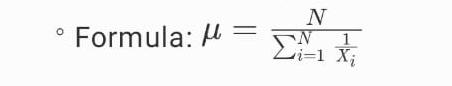 ° Formula: μ = N / ∑_{i=1}^{N} 1/X_i